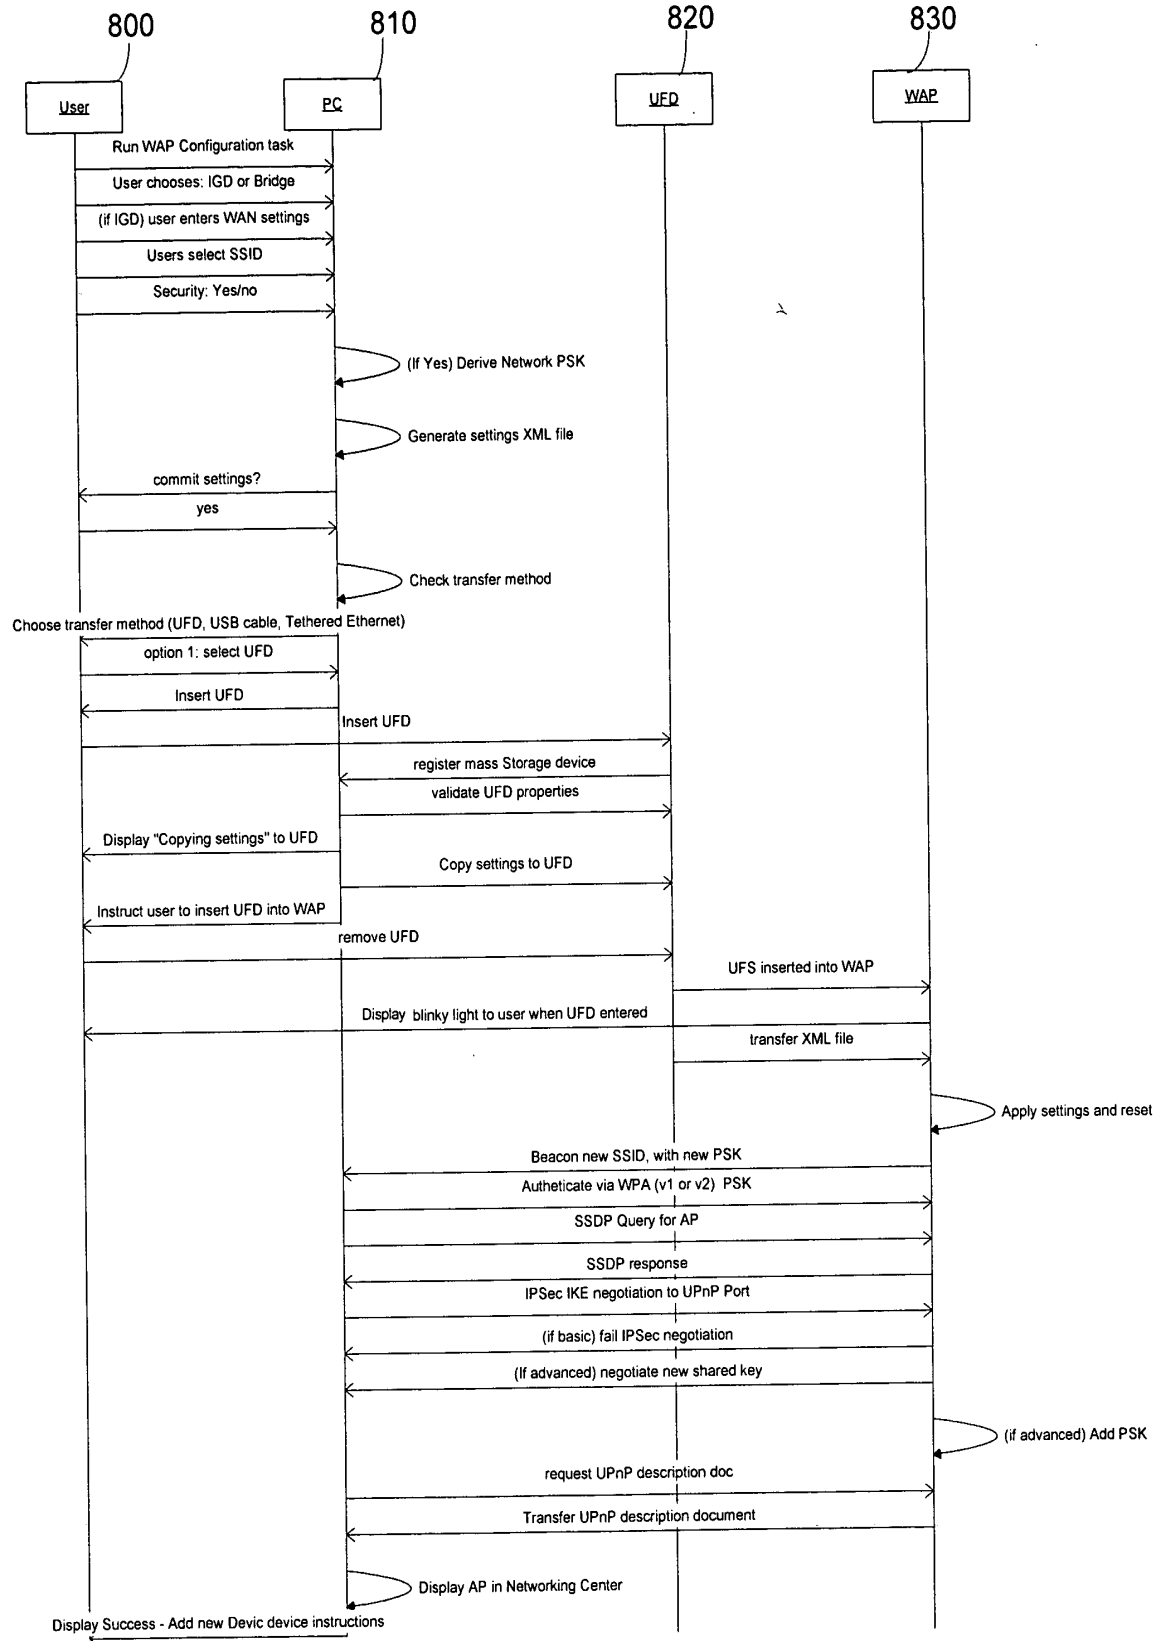 800
810
820
830
User
PC
UFD
WAP
Run WAP Configuration task
User chooses: IGD or Bridge
(if IGD) user enters WAN settings
Users select SSID
Security: Yes/no
(If Yes) Derive Network PSK
Generate settings XML file
commit settings?
yes
Check transfer method
Choose transfer method (UFD, USB cable, Tethered Ethernet)
option 1: select UFD
Insert UFD
Insert UFD
register mass Storage device
validate UFD properties
Display "Copying settings" to UFD
Copy settings to UFD
Instruct user to insert UFD into WAP
remove UFD
UFS inserted into WAP
Display blinky light to user when UFD entered
transfer XML file
Apply settings and reset
Beacon new SSID, with new PSK
Autheticate via WPA (v1 or v2) PSK
SSDP Query for AP
SSDP response
IPSec IKE negotiation to UPnP Port
(if basic) fail IPSec negotiation
(If advanced) negotiate new shared key
(if advanced) Add PSK
request UPnP description doc
Transfer UPnP description document
Display AP in Networking Center
Display Success - Add new Devic device instructions